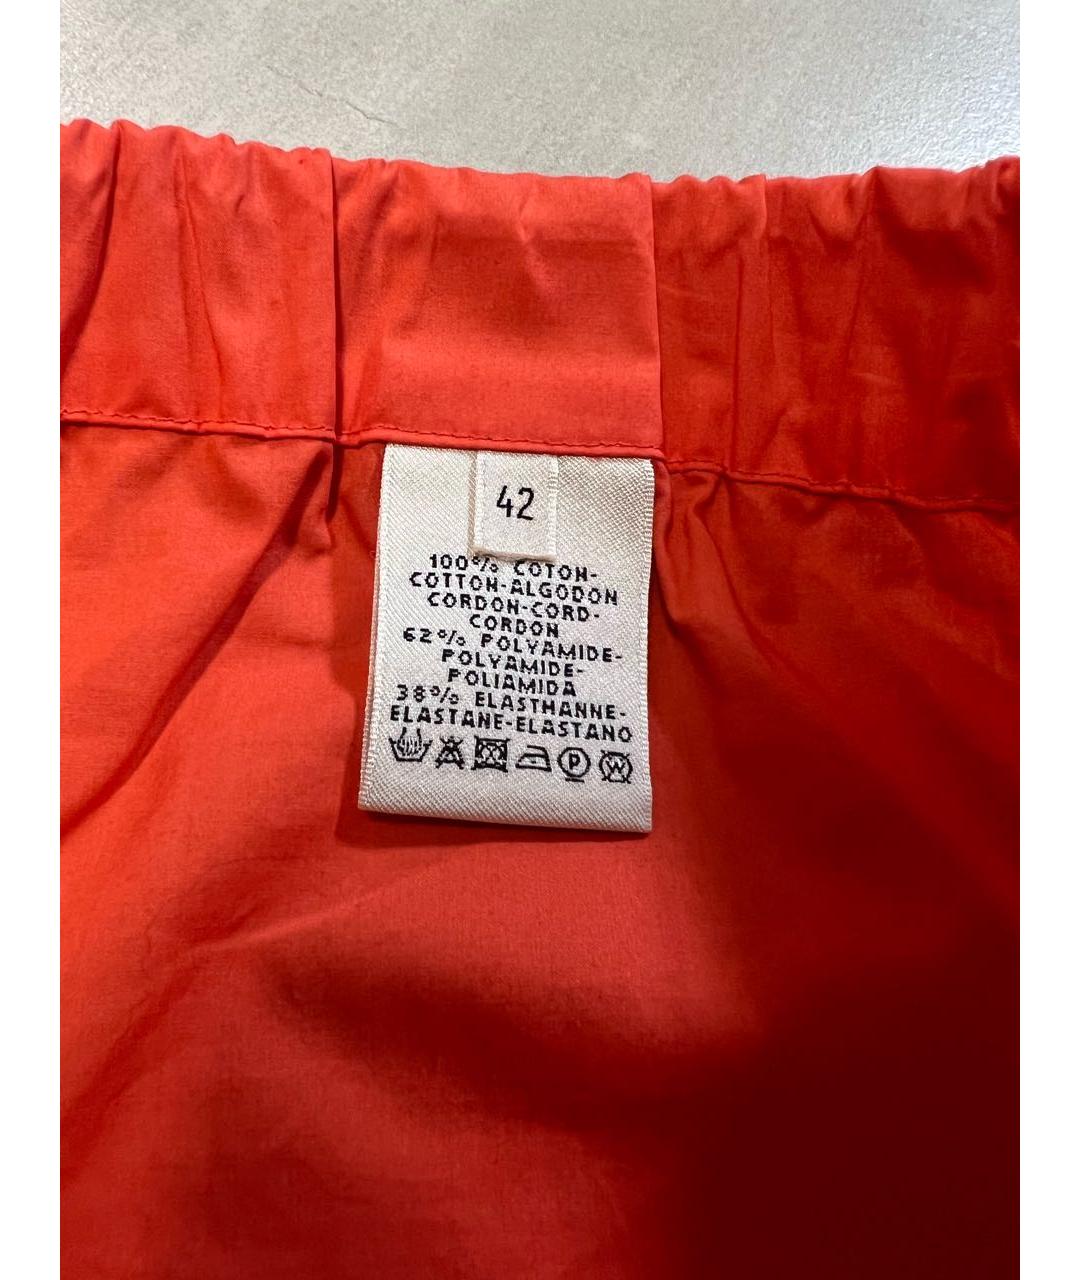 42
100% COTON-
COTTON-ALGODON
CORDON-CORD-
CORDON
62% POLYAMIDE-
POLYAMIDE-
POLIAMIDA
38% ELASTHANNE-
ELASTANE-ELASTANO
P W